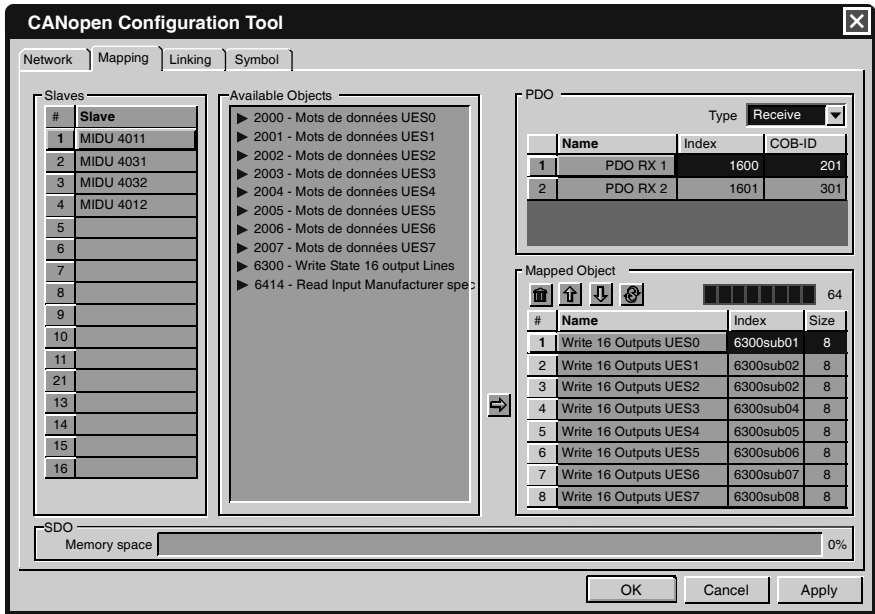 CANopen Configuration Tool
Network Mapping Linking Symbol
Slaves
# Slave
1 MIDU 4011
2 MIDU 4031
3 MIDU 4032
4 MIDU 4012
5
6
7
8
9
10
11
21
13
14
15
16
Available Objects
2000 - Mots de données UES0
2001 - Mots de données UES1
2002 - Mots de données UES2
2003 - Mots de données UES3
2004 - Mots de données UES4
2005 - Mots de données UES5
2006 - Mots de données UES6
2007 - Mots de données UES7
6300 - Write State 16 output Lines
6414 - Read Input Manufacturer spec
PDO
Type Receive
Name Index COB-ID
1 PDO RX 1 1600 201
2 PDO RX 2 1601 301
Mapped Object
64
# Name Index Size
1 Write 16 Outputs UES0 6300sub01 8
2 Write 16 Outputs UES1 6300sub02 8
3 Write 16 Outputs UES2 6300sub02 8
4 Write 16 Outputs UES3 6300sub04 8
5 Write 16 Outputs UES4 6300sub05 8
6 Write 16 Outputs UES5 6300sub06 8
7 Write 16 Outputs UES6 6300sub07 8
8 Write 16 Outputs UES7 6300sub08 8
SDO
Memory space 0%
OK Cancel Apply